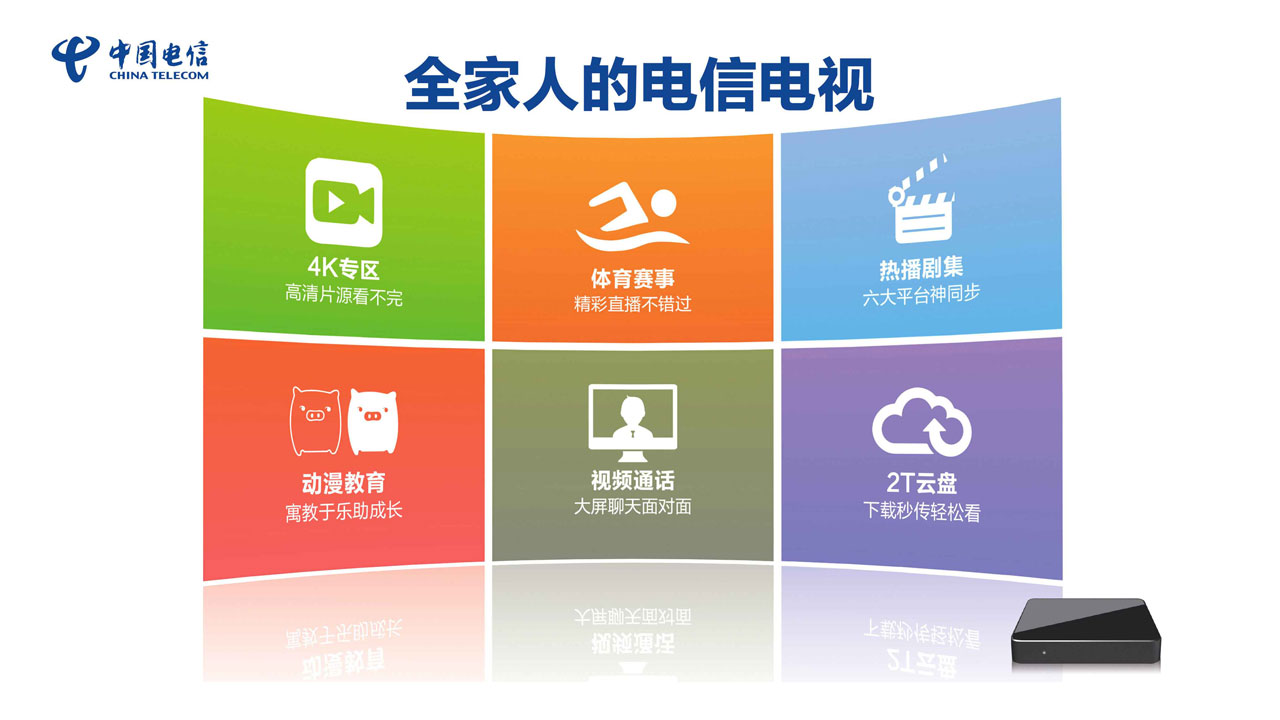 中国电信
CHINA TELECOM
全家人的电信电视
4K专区
高清片源看不完
体育赛事
精彩直播不错过
热播剧集
六大平台神同步
动漫教育
寓教于乐助成长
视频通话
大屏聊天面对面
2T云盘
下载秒传轻松看